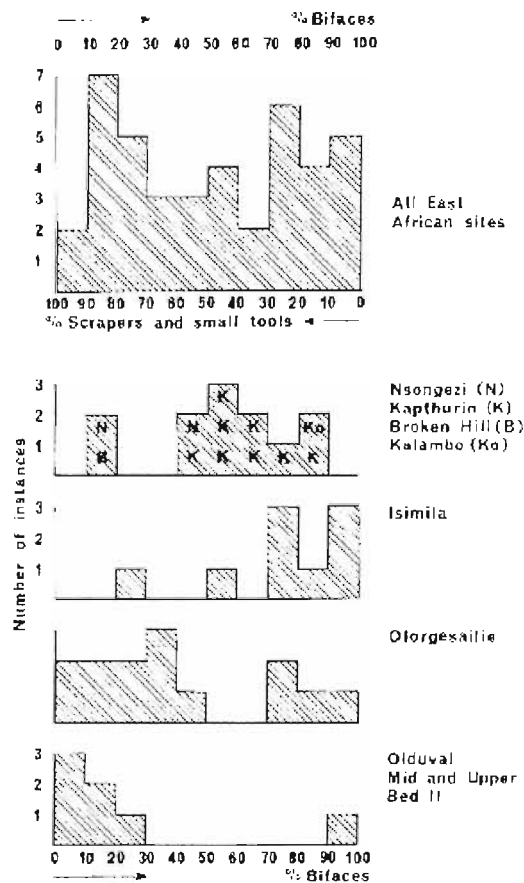 % Bifaces
0 10 20 30 40 50 60 70 80 90 100
7
6
5
4
3
2
1
All East
African sites
100 90 80 70 60 50 40 30 20 10 0
% Scrapers and small tools
Number of instances
3
2
1
N
B
N
K
K
K
K
K
K
K
Ka
K
Nsongezi (N)
Kapthurin (K)
Broken Hill (B)
Kalambo (Ka)
3
2
1
Isimila
Olorgesailie
3
2
1
Olduvai
Mid and Upper
Bed II
0 10 20 30 40 50 60 70 80 90 100
% Bifaces